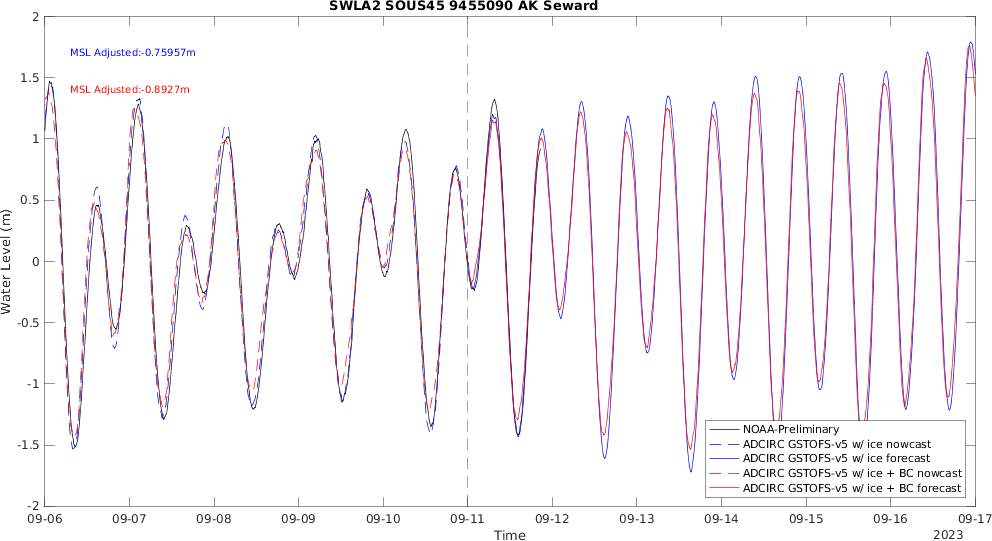 SWLA2 SOUS45 9455090 AK Seward
MSL Adjusted:-0.75957m
MSL Adjusted:-0.8927m
Water Level (m)
2
1.5
1
0.5
0
-0.5
-1
-1.5
-2
NOAA-Preliminary
ADCIRC GSTOFS-v5 w/ ice nowcast
ADCIRC GSTOFS-v5 w/ ice forecast
ADCIRC GSTOFS-v5 w/ ice + BC nowcast
ADCIRC GSTOFS-v5 w/ ice + BC forecast
09-06 09-07 09-08 09-09 09-10 09-11 09-12 09-13 09-14 09-15 09-16 09-17
Time
2023